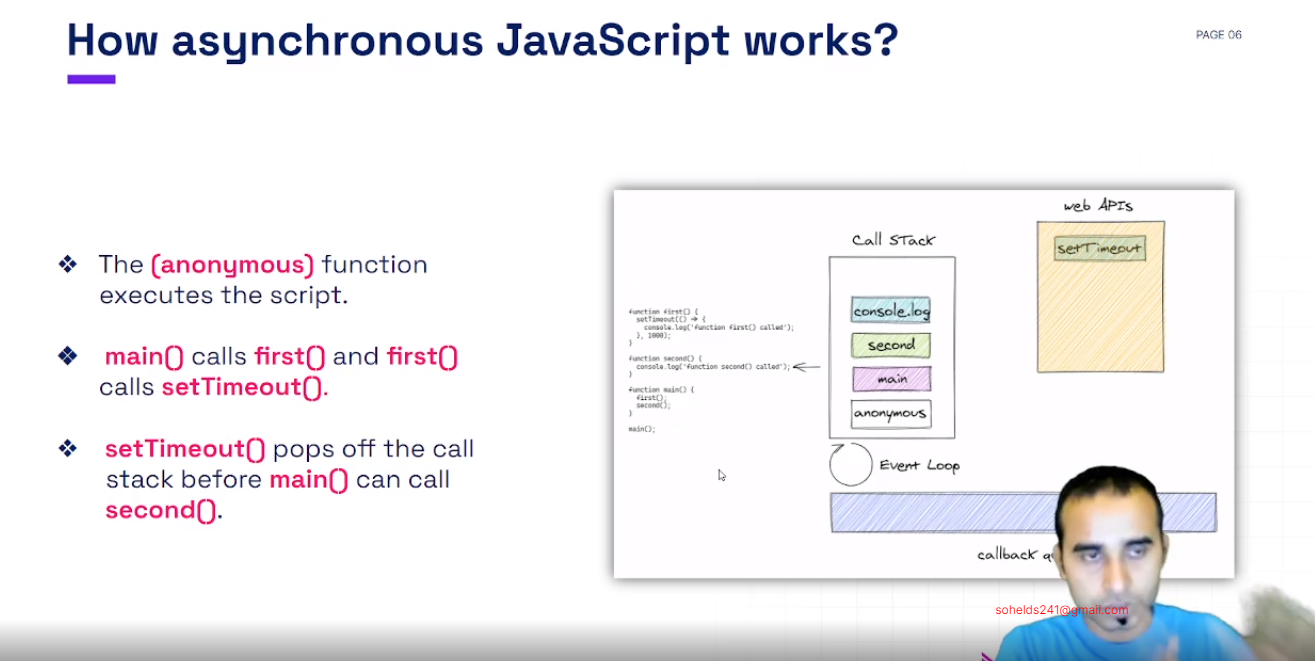 How asynchronous JavaScript works?
PAGE 06
❖ The (anonymous) function
executes the script.
❖ main() calls first() and first()
calls setTimeout().
❖ setTimeout() pops off the call
stack before main() can call
second().
function first() {
setTimeout(() => {
console.log('function first() called');
}, 1000);
}
function second() {
console.log('function second() called');
}
function main() {
first();
second();
}
main();
Call STack
console.log
second
main
anonymous
web APIs
setTimeout
Event Loop
callback
sohelds241@gmail.com